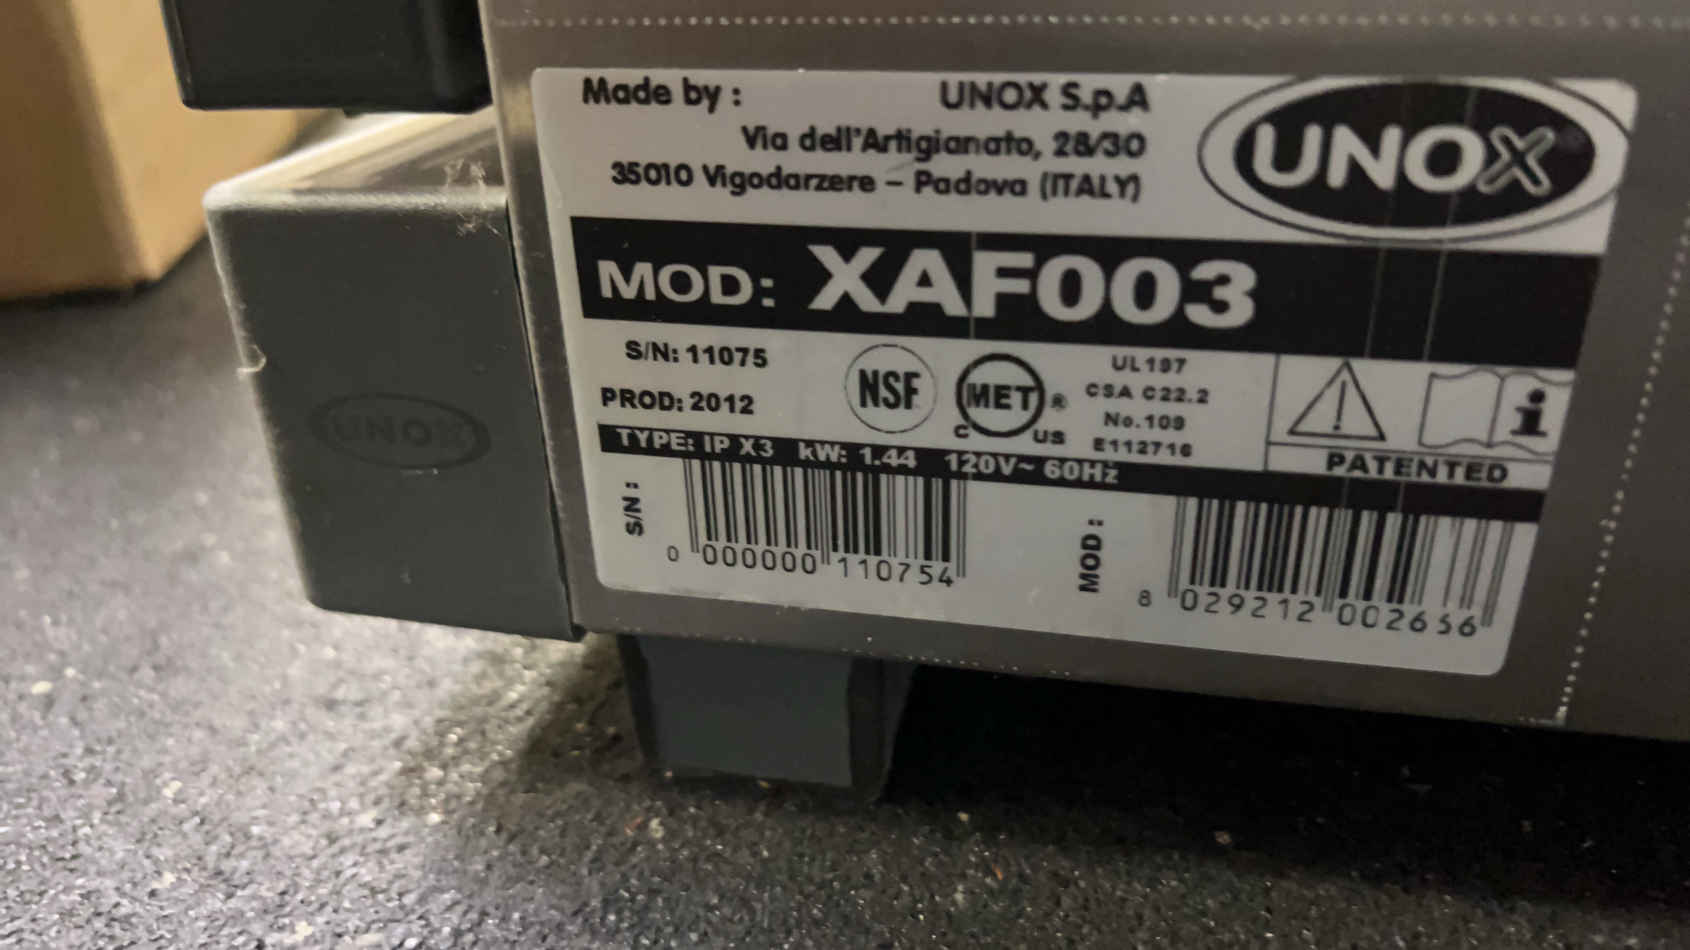 Made by : UNOX S.p.A
Via dell'Artigianato, 28/30
35010 Vigodarzere – Padova (ITALY)
UNOX
MOD: XAF003
S/N: 11075
PROD: 2012
NSF
MET ®
C US
UL197
CSA C22.2
No.109
E112716
i
PATENTED
TYPE: IP X3 kW: 1.44 120V~ 60Hz
S/N :
0 000000 110754
MOD :
8 029212 002656
UNOX